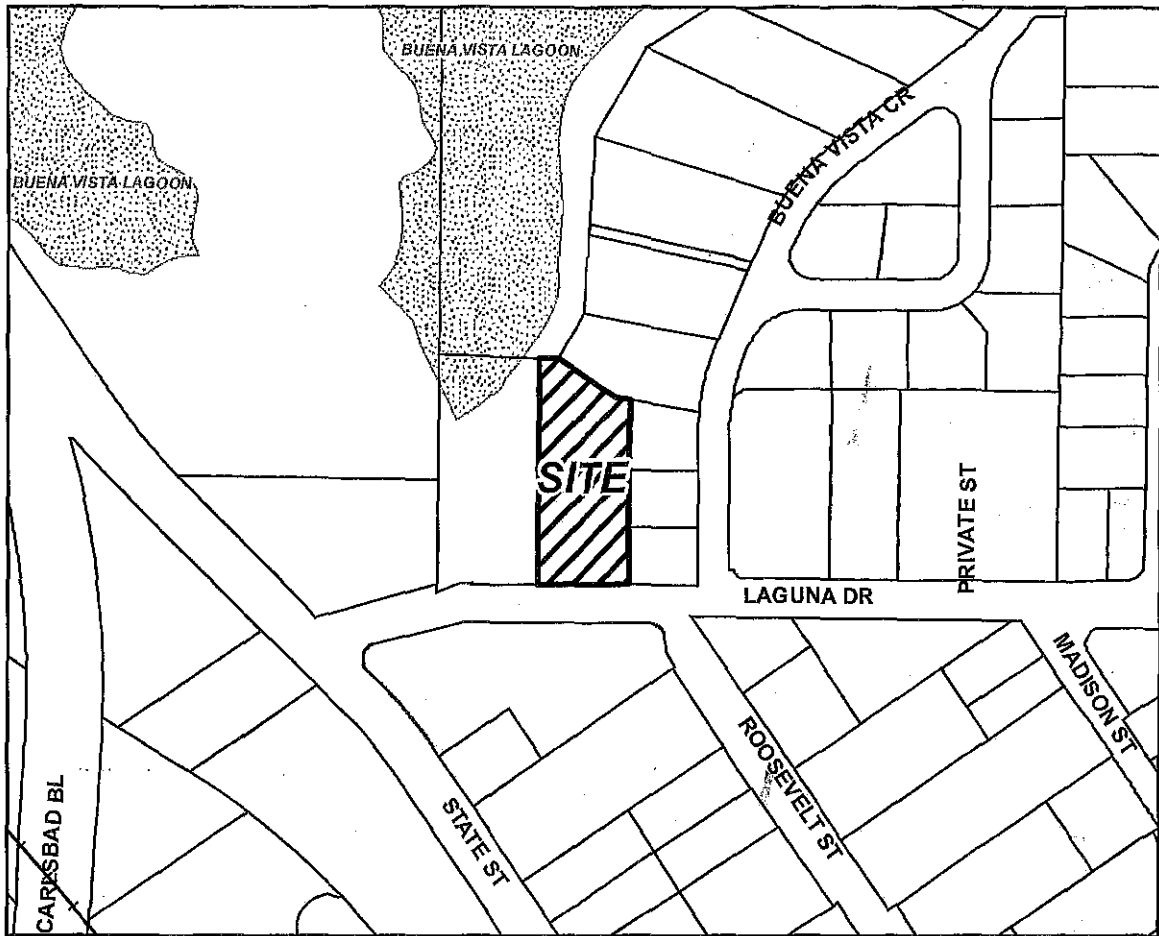 BUENA VISTA LAGOON
BUENA VISTA LAGOON
BUENA VISTA CR
SITE
PRIVATE ST
LAGUNA DR
MADISON ST
ROOSEVELT ST
STATE ST
CARLSBAD BL